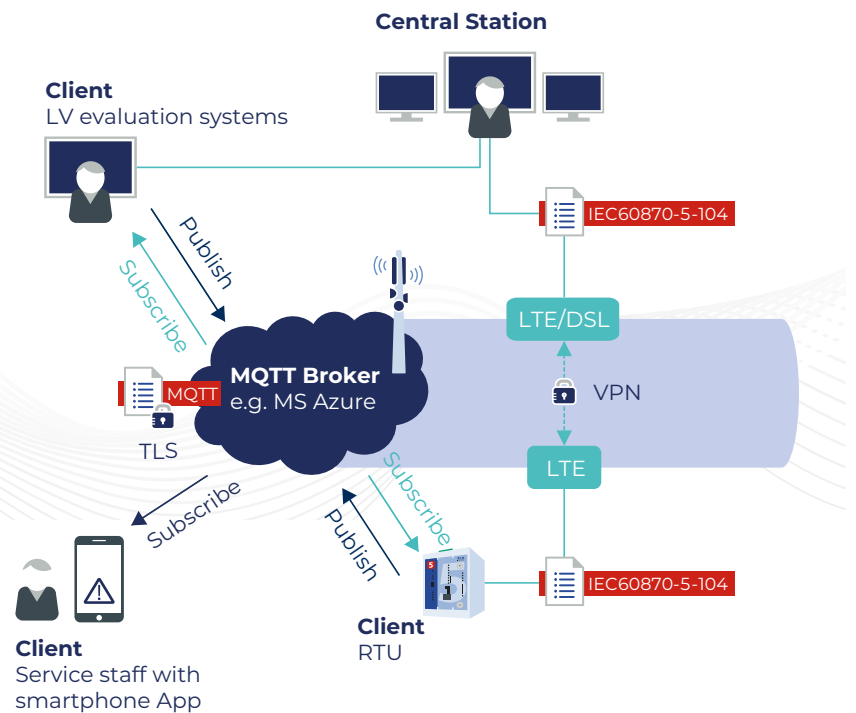 Central Station
Client
LV evaluation systems
IEC60870-5-104
Publish
Subscribe
LTE/DSL
MQTT Broker
e.g. MS Azure
MQTT
TLS
VPN
LTE
Subscribe
Subscribe
Publish
IEC60870-5-104
Client
RTU
Client
Service staff with
smartphone App